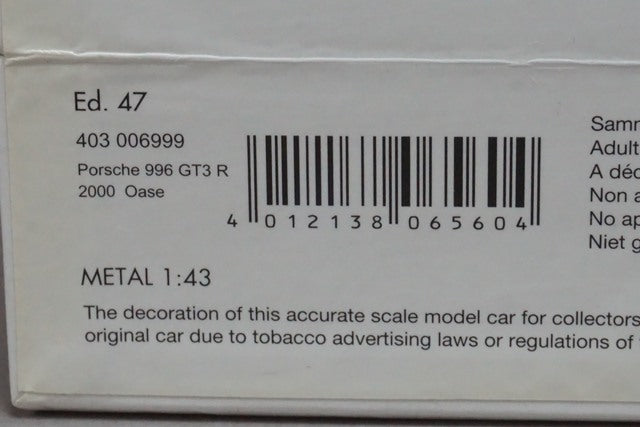 Ed. 47
403 006999
Porsche 996 GT3 R
2000 Oase
4 012138 065604
METAL 1:43
The decoration of this accurate scale model car for collectors
original car due to tobacco advertising laws or regulations of
Adult
Non a
No ap
Niet g